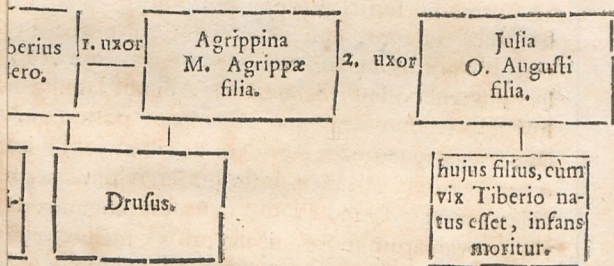 berius
ero.
1. uxor
Agrippina
M. Agrippæ
filia.
2. uxor
Julia
O. Auguſti
filia.
Druſus.
hujus filius, cùm
vix Tiberio na-
tus eſſet, infans
moritur.